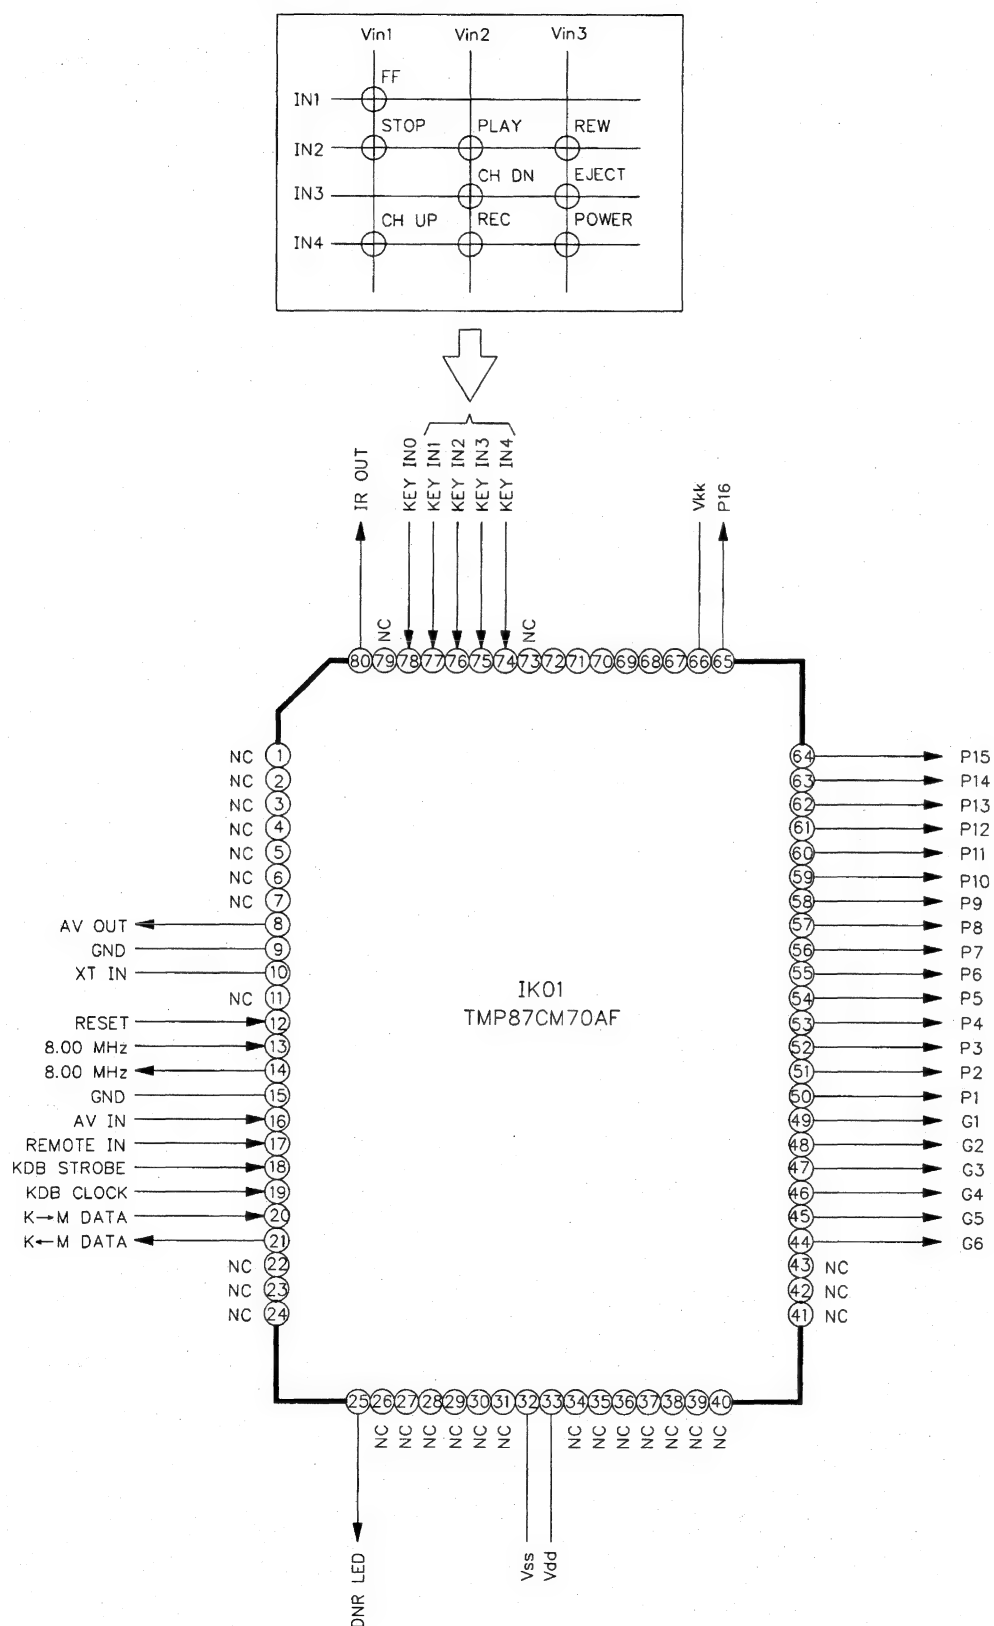 Vin1 Vin2 Vin3
FF
IN1
STOP PLAY REW
IN2
CH DN EJECT
IN3
CH UP REC POWER
IN4
IR OUT
KEY IN0
KEY IN1
KEY IN2
KEY IN3
KEY IN4
Vkk
P16
NC
NC
80 79 78 77 76 75 74 73 72 71 70 69 68 67 66 65
NC 1
NC 2
NC 3
NC 4
NC 5
NC 6
NC 7
AV OUT 8
GND 9
XT IN 10
NC 11
RESET 12
8.00 MHz 13
8.00 MHz 14
GND 15
AV IN 16
REMOTE IN 17
KDB STROBE 18
KDB CLOCK 19
K→M DATA 20
K←M DATA 21
NC 22
NC 23
NC 24
IK01
TMP87CM70AF
64 P15
63 P14
62 P13
61 P12
60 P11
59 P10
58 P9
57 P8
56 P7
55 P6
54 P5
53 P4
52 P3
51 P2
50 P1
49 G1
48 G2
47 G3
46 G4
45 G5
44 G6
43 NC
42 NC
41 NC
25 26 27 28 29 30 31 32 33 34 35 36 37 38 39 40
NC NC NC NC NC NC NC NC NC NC NC NC NC
DNR LED
Vss
Vdd